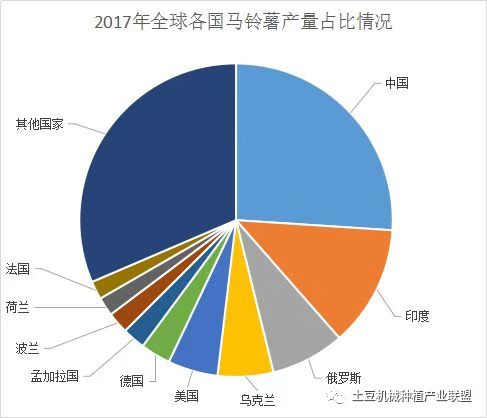 2017年全球各国马铃薯产量占比情况
中国
其他国家
法国
荷兰
波兰
孟加拉国
德国
美国
乌克兰
俄罗斯
印度
土豆机械种植产业联盟